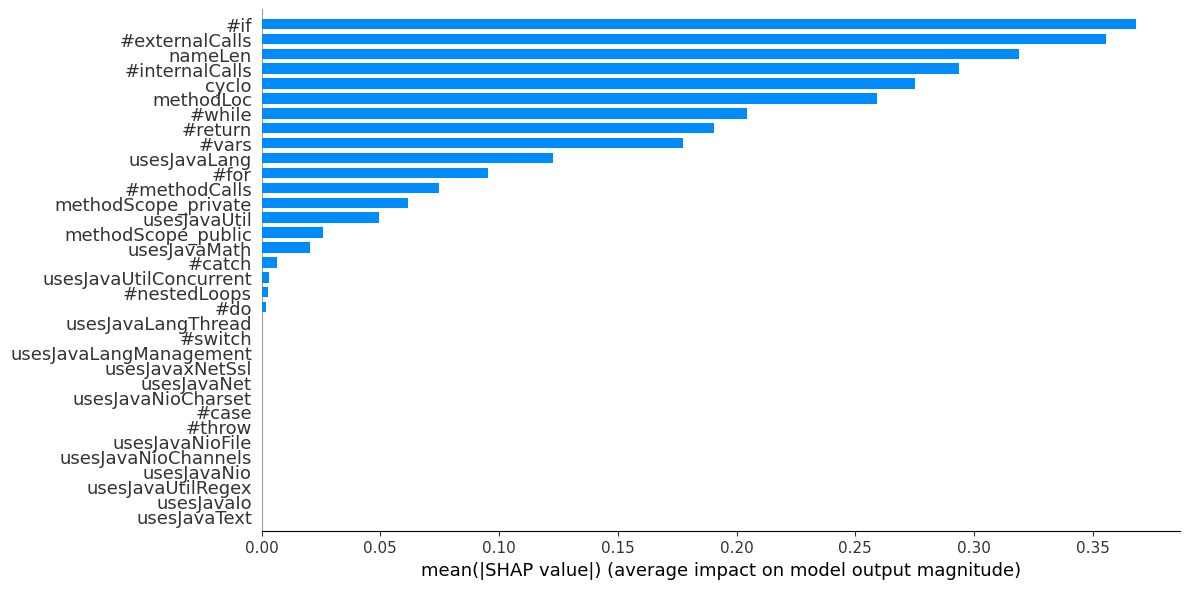 #if
#externalCalls
nameLen
#internalCalls
cyclo
methodLoc
#while
#return
#vars
usesJavaLang
#for
#methodCalls
methodScope_private
usesJavaUtil
methodScope_public
usesJavaMath
#catch
usesJavaUtilConcurrent
#nestedLoops
#do
usesJavaLangThread
#switch
usesJavaLangManagement
usesJavaxNetSsl
usesJavaNet
usesJavaNioCharset
#case
#throw
usesJavaNioFile
usesJavaNioChannels
usesJavaNio
usesJavaUtilRegex
usesJavaIo
usesJavaText
0.00 0.05 0.10 0.15 0.20 0.25 0.30 0.35
mean(|SHAP value|) (average impact on model output magnitude)